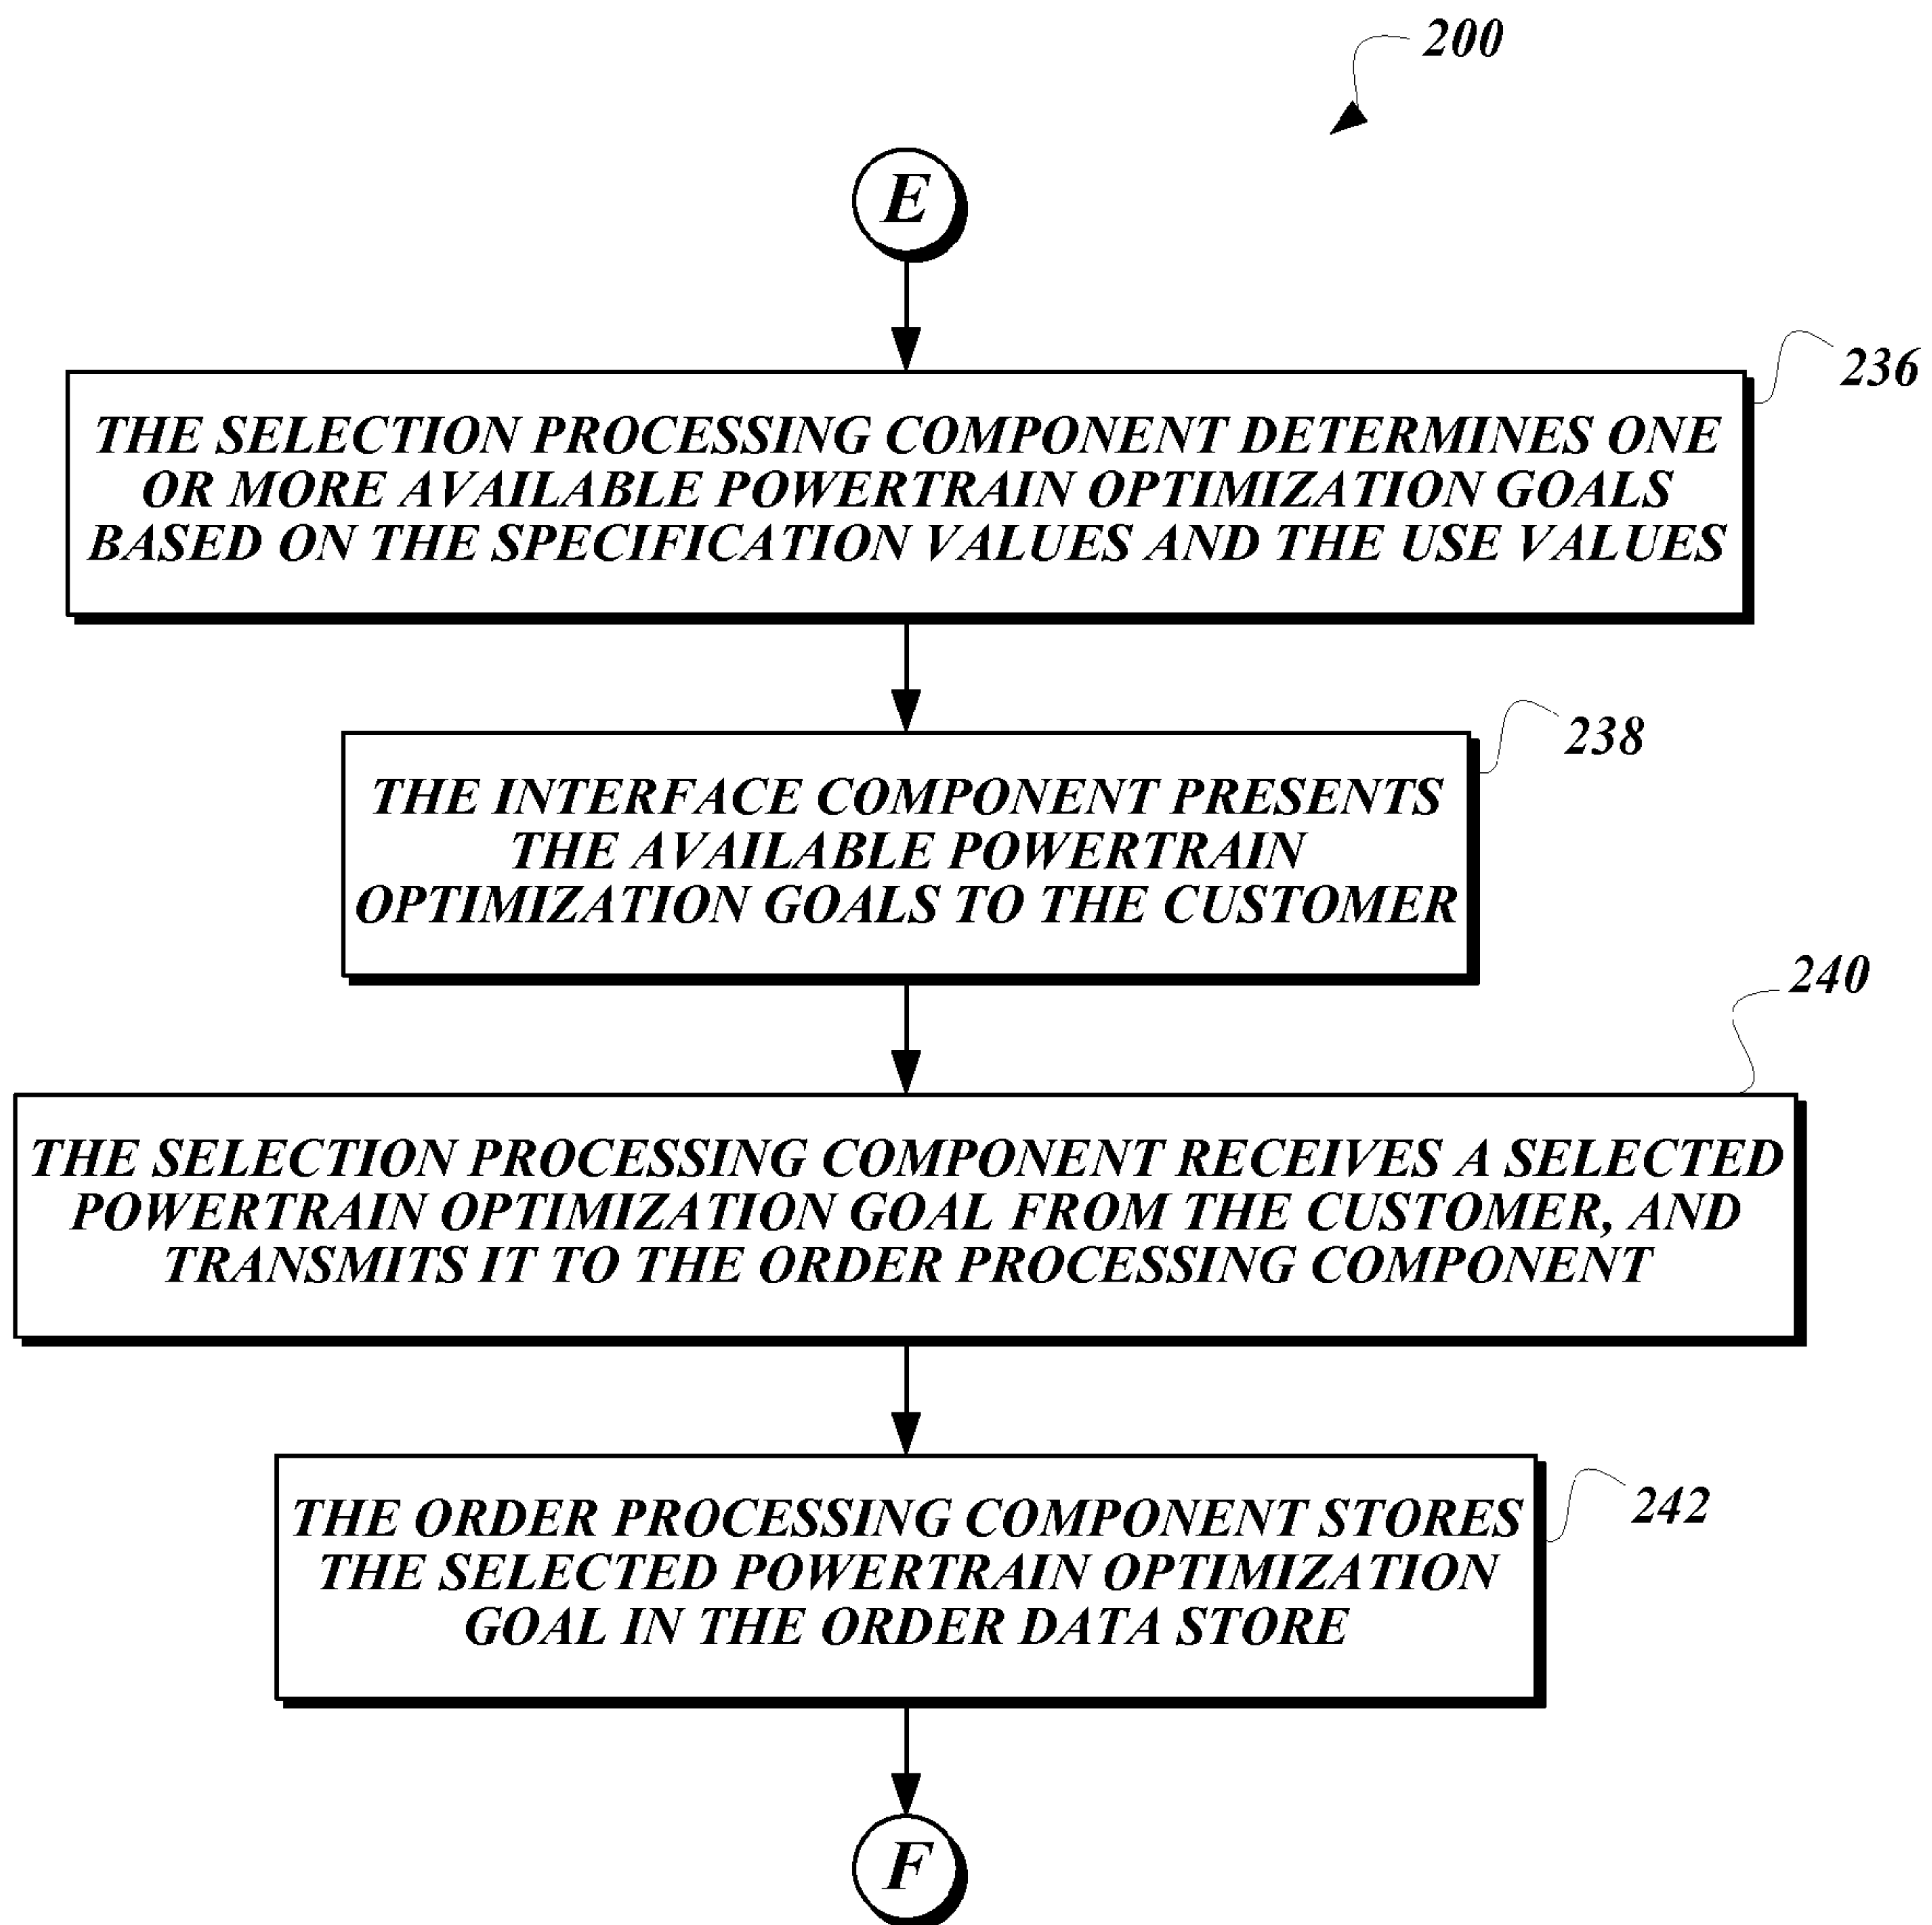 200
E
236
THE SELECTION PROCESSING COMPONENT DETERMINES ONE
OR MORE AVAILABLE POWERTRAIN OPTIMIZATION GOALS
BASED ON THE SPECIFICATION VALUES AND THE USE VALUES
238
THE INTERFACE COMPONENT PRESENTS
THE AVAILABLE POWERTRAIN
OPTIMIZATION GOALS TO THE CUSTOMER
240
THE SELECTION PROCESSING COMPONENT RECEIVES A SELECTED
POWERTRAIN OPTIMIZATION GOAL FROM THE CUSTOMER, AND
TRANSMITS IT TO THE ORDER PROCESSING COMPONENT
242
THE ORDER PROCESSING COMPONENT STORES
THE SELECTED POWERTRAIN OPTIMIZATION
GOAL IN THE ORDER DATA STORE
F